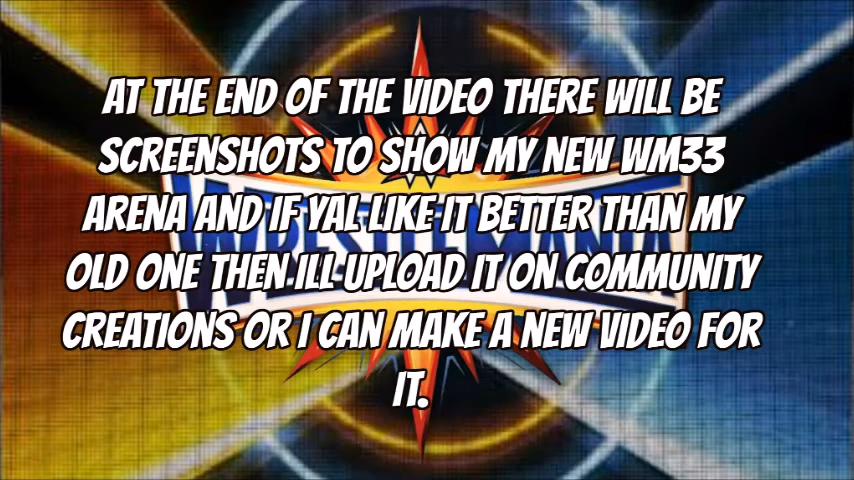 AT THE END OF THE VIDEO THERE WILL BE
SCREENSHOTS TO SHOW MY NEW WM33
ARENA AND IF YAL LIKE IT BETTER THAN MY
OLD ONE THEN ILL UPLOAD IT ON COMMUNITY
CREATIONS OR I CAN MAKE A NEW VIDEO FOR
IT.
WRESTLEMANIA